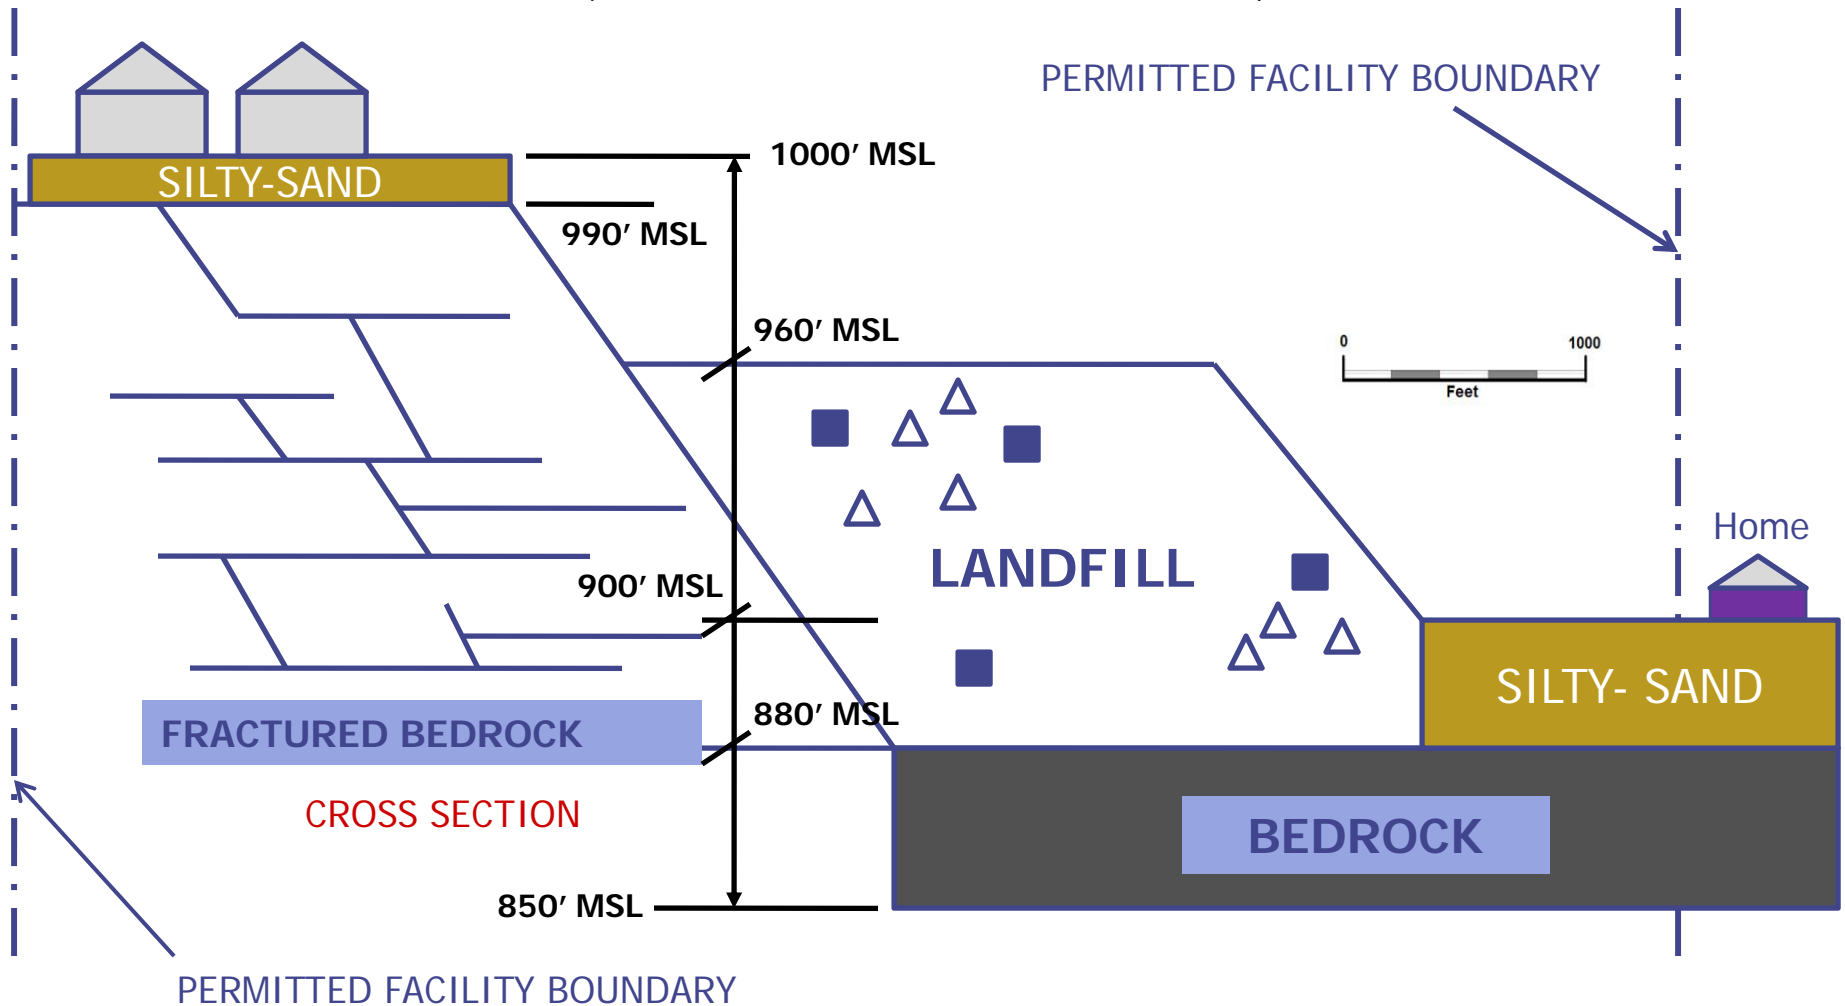 PERMITTED FACILITY BOUNDARY
1000’ MSL
SILTY-SAND
990’ MSL
960’ MSL
0 1000
Feet
Home
LANDFILL
900’ MSL
SILTY- SAND
880’ MSL
FRACTURED BEDROCK
CROSS SECTION
BEDROCK
850’ MSL
PERMITTED FACILITY BOUNDARY